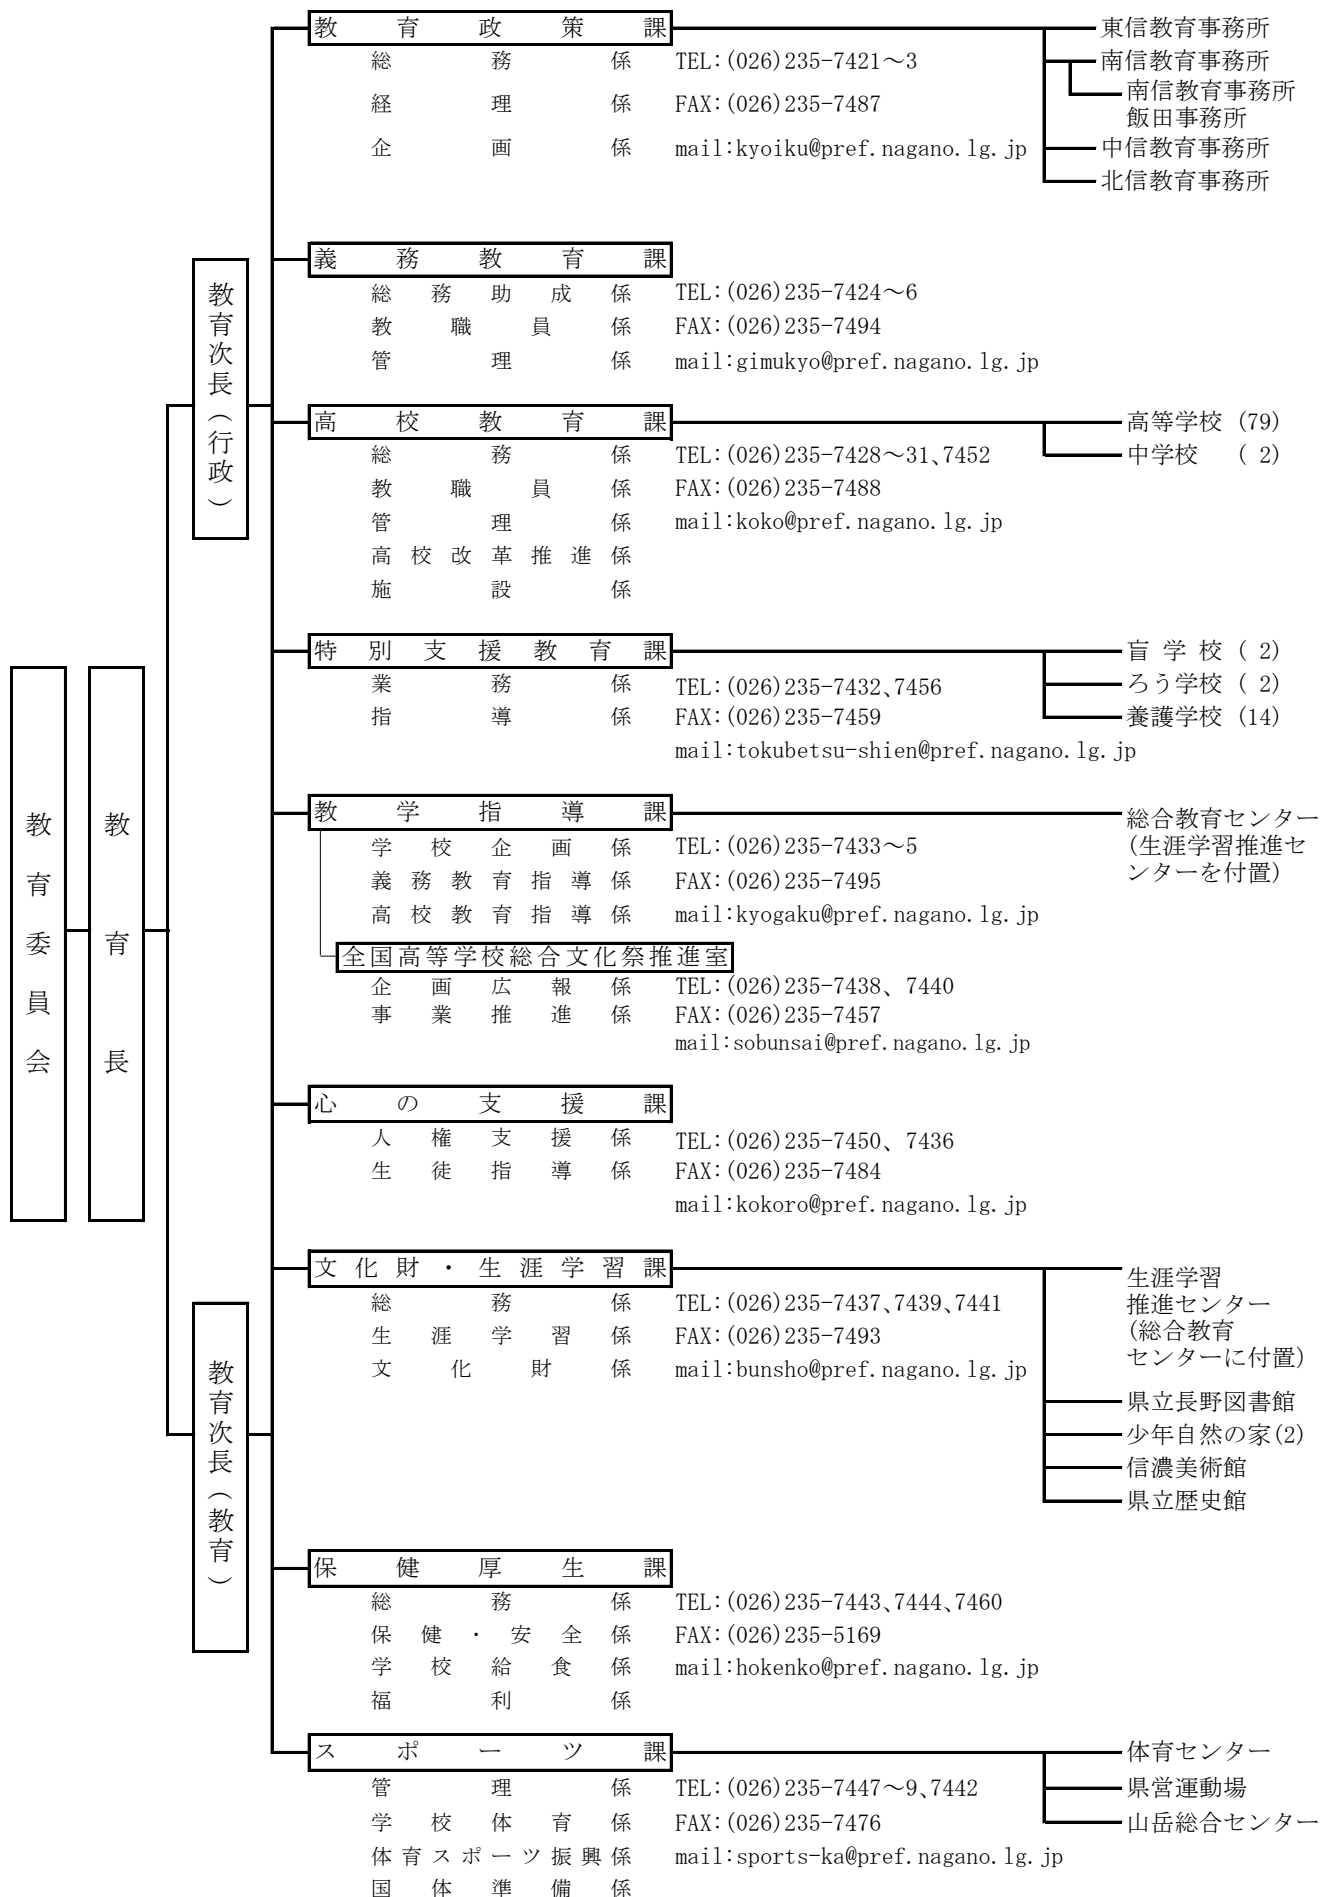 教育委員会
教育長
教育次長（行政）
教育次長（教育）
教育政策課
総務係 TEL:(026)235-7421～3
経理係 FAX:(026)235-7487
企画係 mail:kyoiku@pref.nagano.lg.jp
東信教育事務所
南信教育事務所
南信教育事務所
飯田事務所
中信教育事務所
北信教育事務所
義務教育課
総務助成係 TEL:(026)235-7424～6
教職員係 FAX:(026)235-7494
管理係 mail:gimukyo@pref.nagano.lg.jp
高校教育課
総務係 TEL:(026)235-7428～31、7452
教職員係 FAX:(026)235-7488
管理係 mail:koko@pref.nagano.lg.jp
高校改革推進係
施設係
高等学校 (79)
中学校 ( 2)
特別支援教育課
業務係 TEL:(026)235-7432、7456
指導係 FAX:(026)235-7459
mail:tokubetsu-shien@pref.nagano.lg.jp
盲学校 ( 2)
ろう学校 ( 2)
養護学校 (14)
教学指導課
学校企画係 TEL:(026)235-7433～5
義務教育指導係 FAX:(026)235-7495
高校教育指導係 mail:kyogaku@pref.nagano.lg.jp
総合教育センター
(生涯学習推進セ
ンターを付置)
全国高等学校総合文化祭推進室
企画広報係 TEL:(026)235-7438、7440
事業推進係 FAX:(026)235-7457
mail:sobunsai@pref.nagano.lg.jp
心の支援課
人権支援係 TEL:(026)235-7450、7436
生徒指導係 FAX:(026)235-7484
mail:kokoro@pref.nagano.lg.jp
文化財・生涯学習課
総務係 TEL:(026)235-7437、7439、7441
生涯学習係 FAX:(026)235-7493
文化財係 mail:bunsho@pref.nagano.lg.jp
生涯学習
推進センター
(総合教育
センターに付置)
県立長野図書館
少年自然の家(2)
信濃美術館
県立歴史館
保健厚生課
総務係 TEL:(026)235-7443、7444、7460
保健・安全係 FAX:(026)235-5169
学校給食係 mail:hokenko@pref.nagano.lg.jp
福利係
スポーツ課
管理係 TEL:(026)235-7447～9、7442
学校体育係 FAX:(026)235-7476
体育スポーツ振興係 mail:sports-ka@pref.nagano.lg.jp
国体準備係
体育センター
県営運動場
山岳総合センター